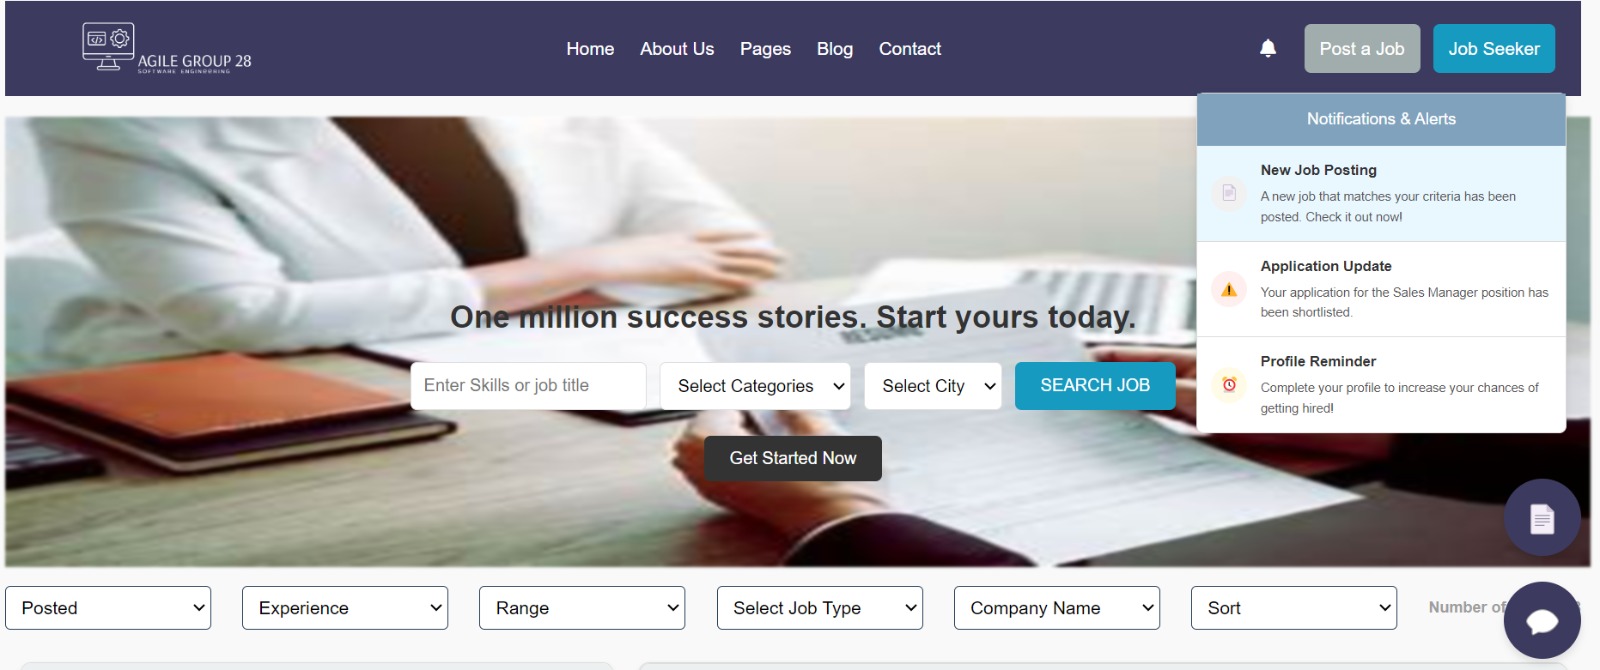 AGILE GROUP 28
SOFTWARE ENGINEERING
Home About Us Pages Blog Contact
Post a Job Job Seeker
Notifications & Alerts
New Job Posting
A new job that matches your criteria has been
posted. Check it out now!
Application Update
Your application for the Sales Manager position has
been shortlisted.
Profile Reminder
Complete your profile to increase your chances of
getting hired!
One million success stories. Start yours today.
Enter Skills or job title Select Categories Select City SEARCH JOB
Get Started Now
Posted Experience Range Select Job Type Company Name Sort Number of